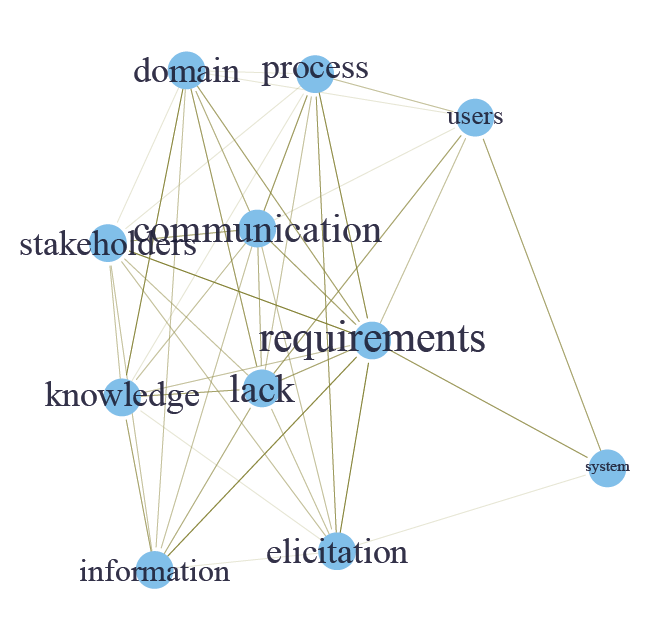 domain
process
users
communication
stakeholders
requirements
knowledge
lack
system
elicitation
information